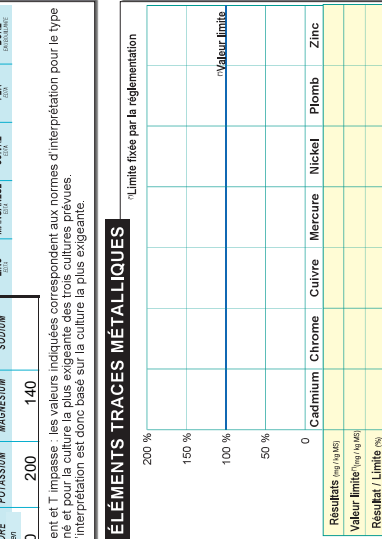 POTASSIUM MAGNÉSIUM SODIUM
200 140
EDTA EDTA EDTA
ent et T impasse : les valeurs indiquées correspondent aux normes d'interprétation pour le type
né et pour la culture la plus exigeante des trois cultures prévues.
'interprétation est donc basé sur la culture la plus exigeante.
ÉLÉMENTS TRACES MÉTALLIQUES
(*)Limite fixée par la réglementation
200 %
150 %
100 %
(*)Valeur limite
50 %
0
Cadmium Chrome Cuivre Mercure Nickel Plomb Zinc
Résultats (mg / kg MS)
Valeur limite(*) (mg / kg MS)
Résultat / Limite (%)